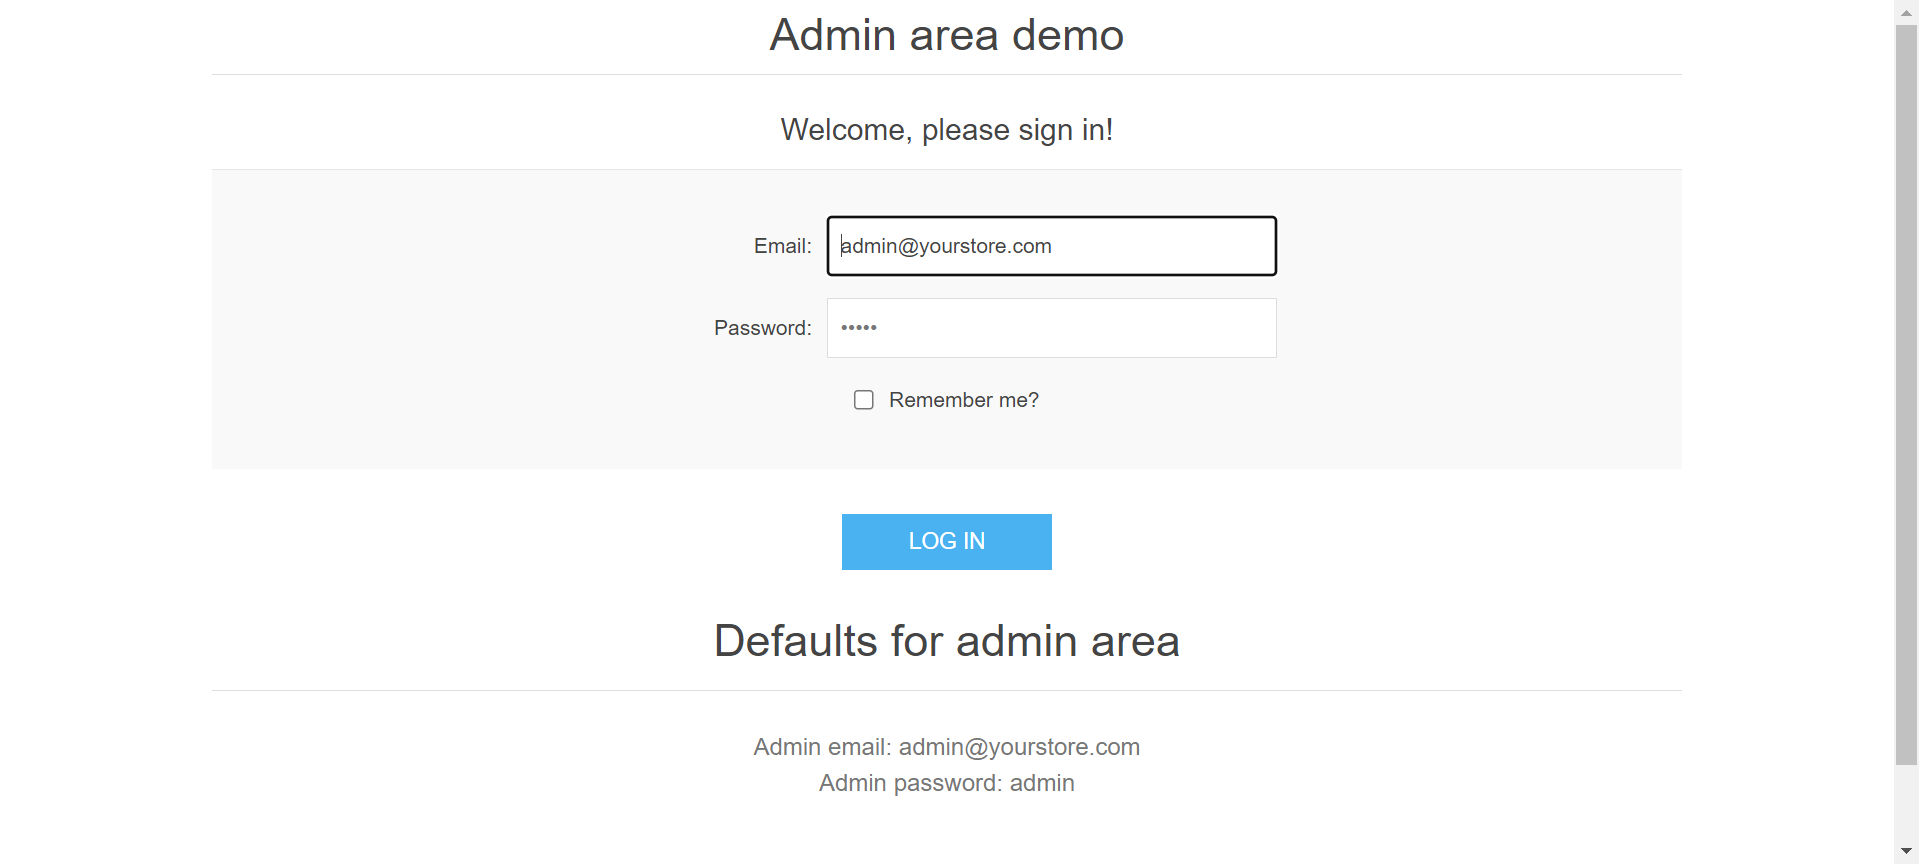 Admin area demo
Welcome, please sign in!
Email: admin@yourstore.com
Password: •••••
Remember me?
LOG IN
Defaults for admin area
Admin email: admin@yourstore.com
Admin password: admin